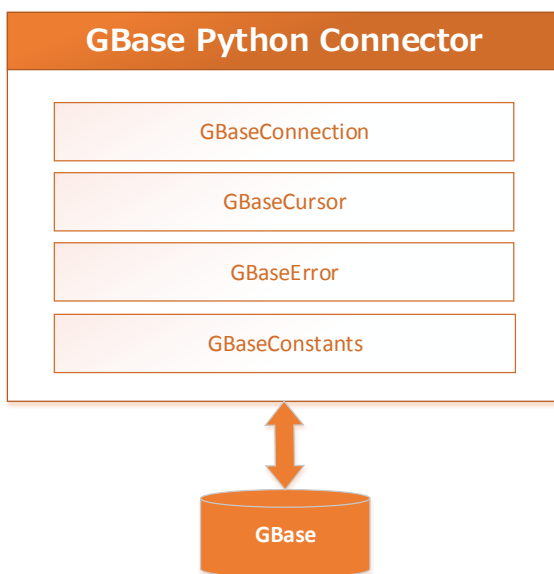 GBase Python Connector
GBaseConnection
GBaseCursor
GBaseError
GBaseConstants
GBase